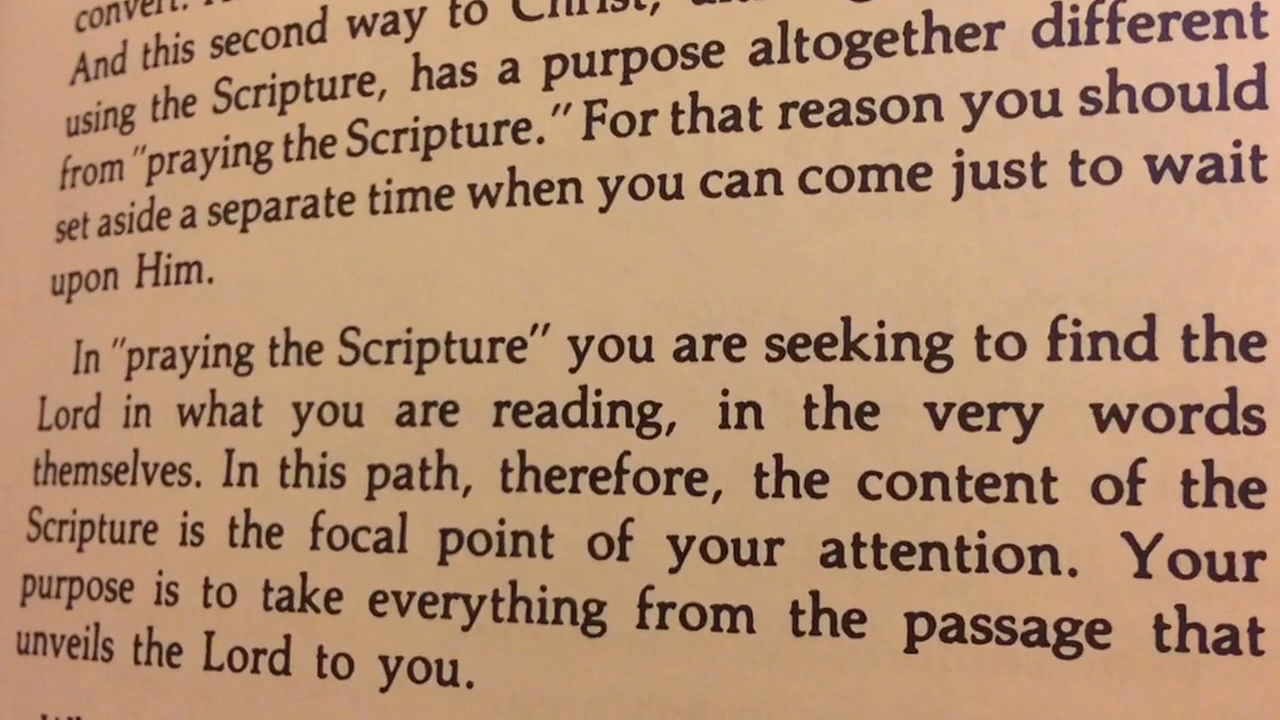 convert.
And this second way to Christ,
using the Scripture, has a purpose altogether different
from "praying the Scripture." For that reason you should
set aside a separate time when you can come just to wait
upon Him.
In "praying the Scripture" you are seeking to find the
Lord in what you are reading, in the very words
themselves. In this path, therefore, the content of the
Scripture is the focal point of your attention. Your
purpose is to take everything from the passage that
unveils the Lord to you.